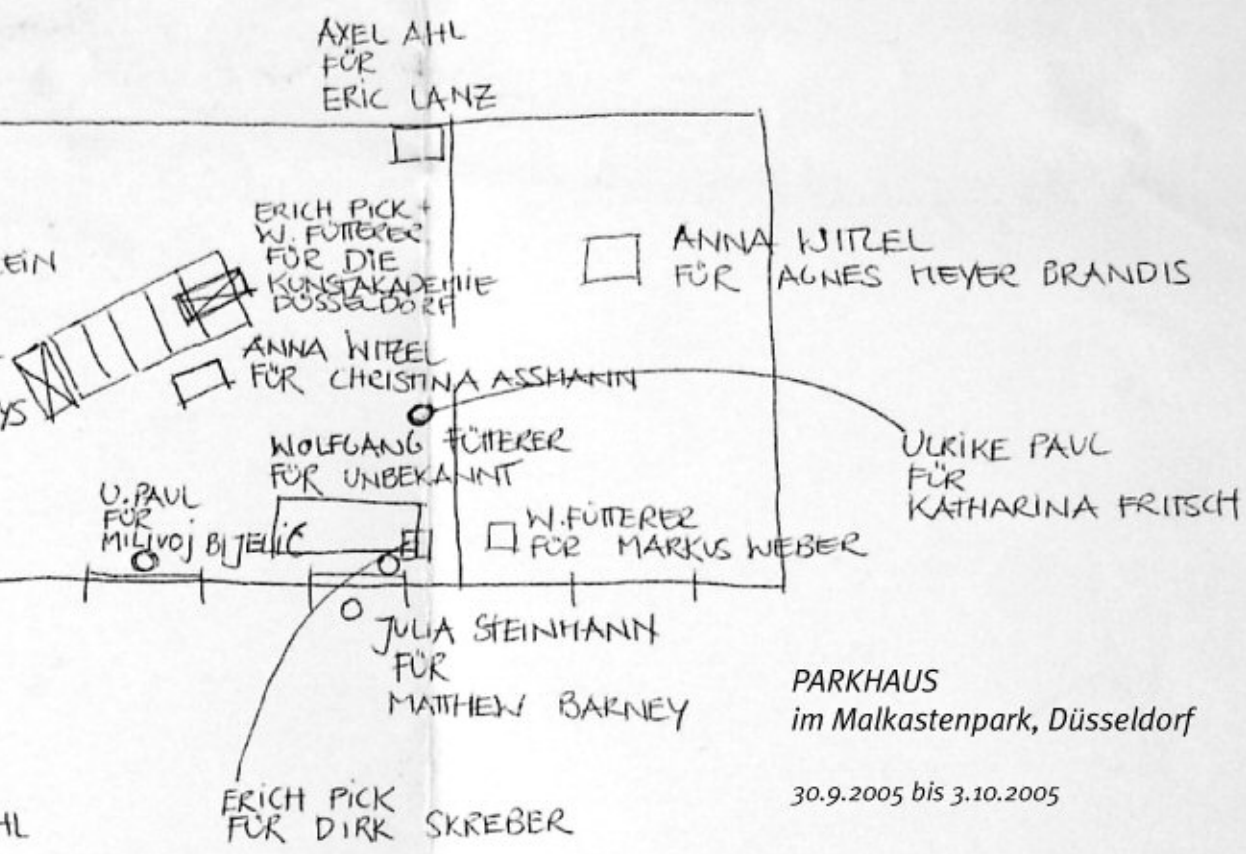 AXEL AHL
FÜR
ERIC LANZ
ERICH PICK +
W. FÜTTERER
FÜR DIE
KUNSTAKADEMIE
DÜSSELDORF
EIN
ANNA WITZEL
FÜR AGNES MEYER BRANDIS
ANNA WITZEL
FÜR CHRISTINA ASSMANN
YS
WOLFGANG FÜTTERER
FÜR UNBEKANNT
ULRIKE PAUL
FÜR
KATHARINA FRITSCH
U. PAUL
FÜR
MILIVOJ BIJELIĆ
W. FÜTTERER
FÜR MARKUS WEBER
JULIA STEINMANN
FÜR
MATTHEW BARNEY
PARKHAUS
im Malkastenpark, Düsseldorf
30.9.2005 bis 3.10.2005
ERICH PICK
FÜR DIRK SKREBER
HL